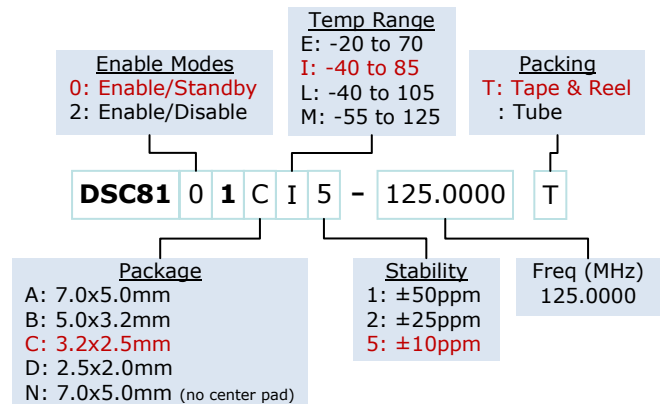 Enable Modes
0: Enable/Standby
2: Enable/Disable
Temp Range
E: -20 to 70
I: -40 to 85
L: -40 to 105
M: -55 to 125
Packing
T: Tape & Reel
: Tube
DSC81 0 1 C I 5 – 125.0000 T
Package
A: 7.0x5.0mm
B: 5.0x3.2mm
C: 3.2x2.5mm
D: 2.5x2.0mm
N: 7.0x5.0mm (no center pad)
Stability
1: ±50ppm
2: ±25ppm
5: ±10ppm
Freq (MHz)
125.0000